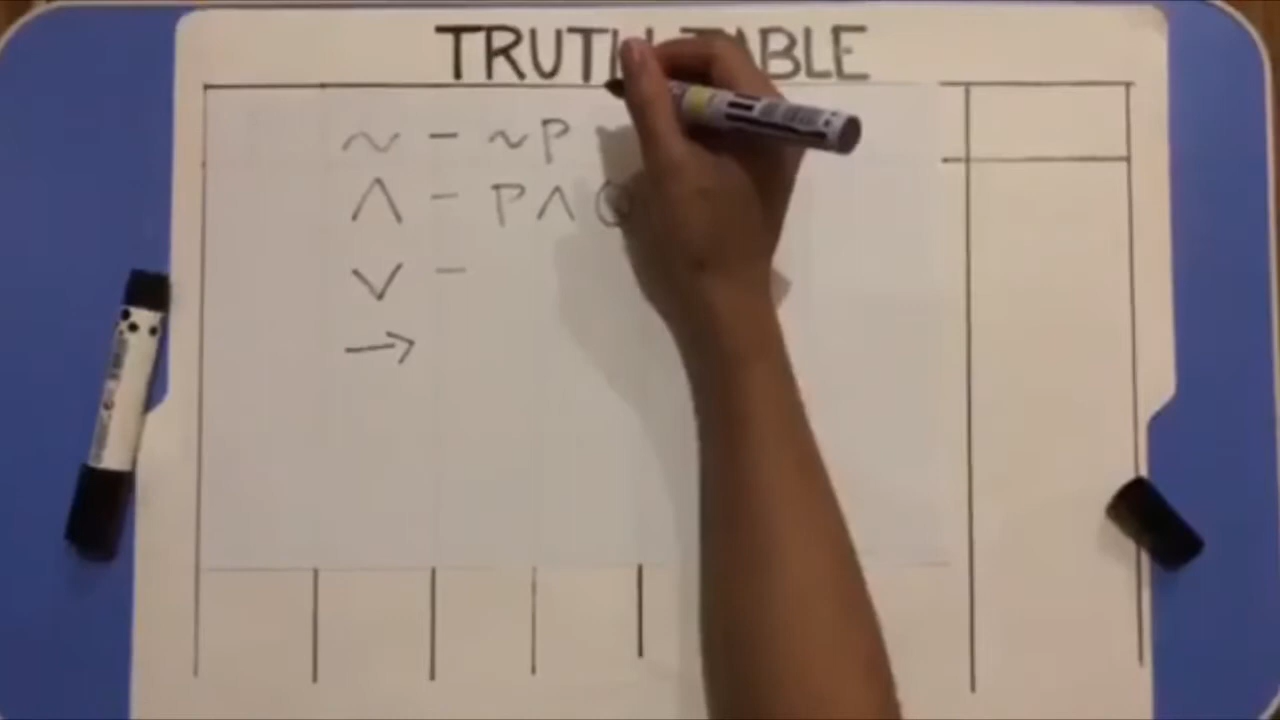 TRUTH TABLE
~ – ~P
∧ – P ∧ Q
∨ –
→